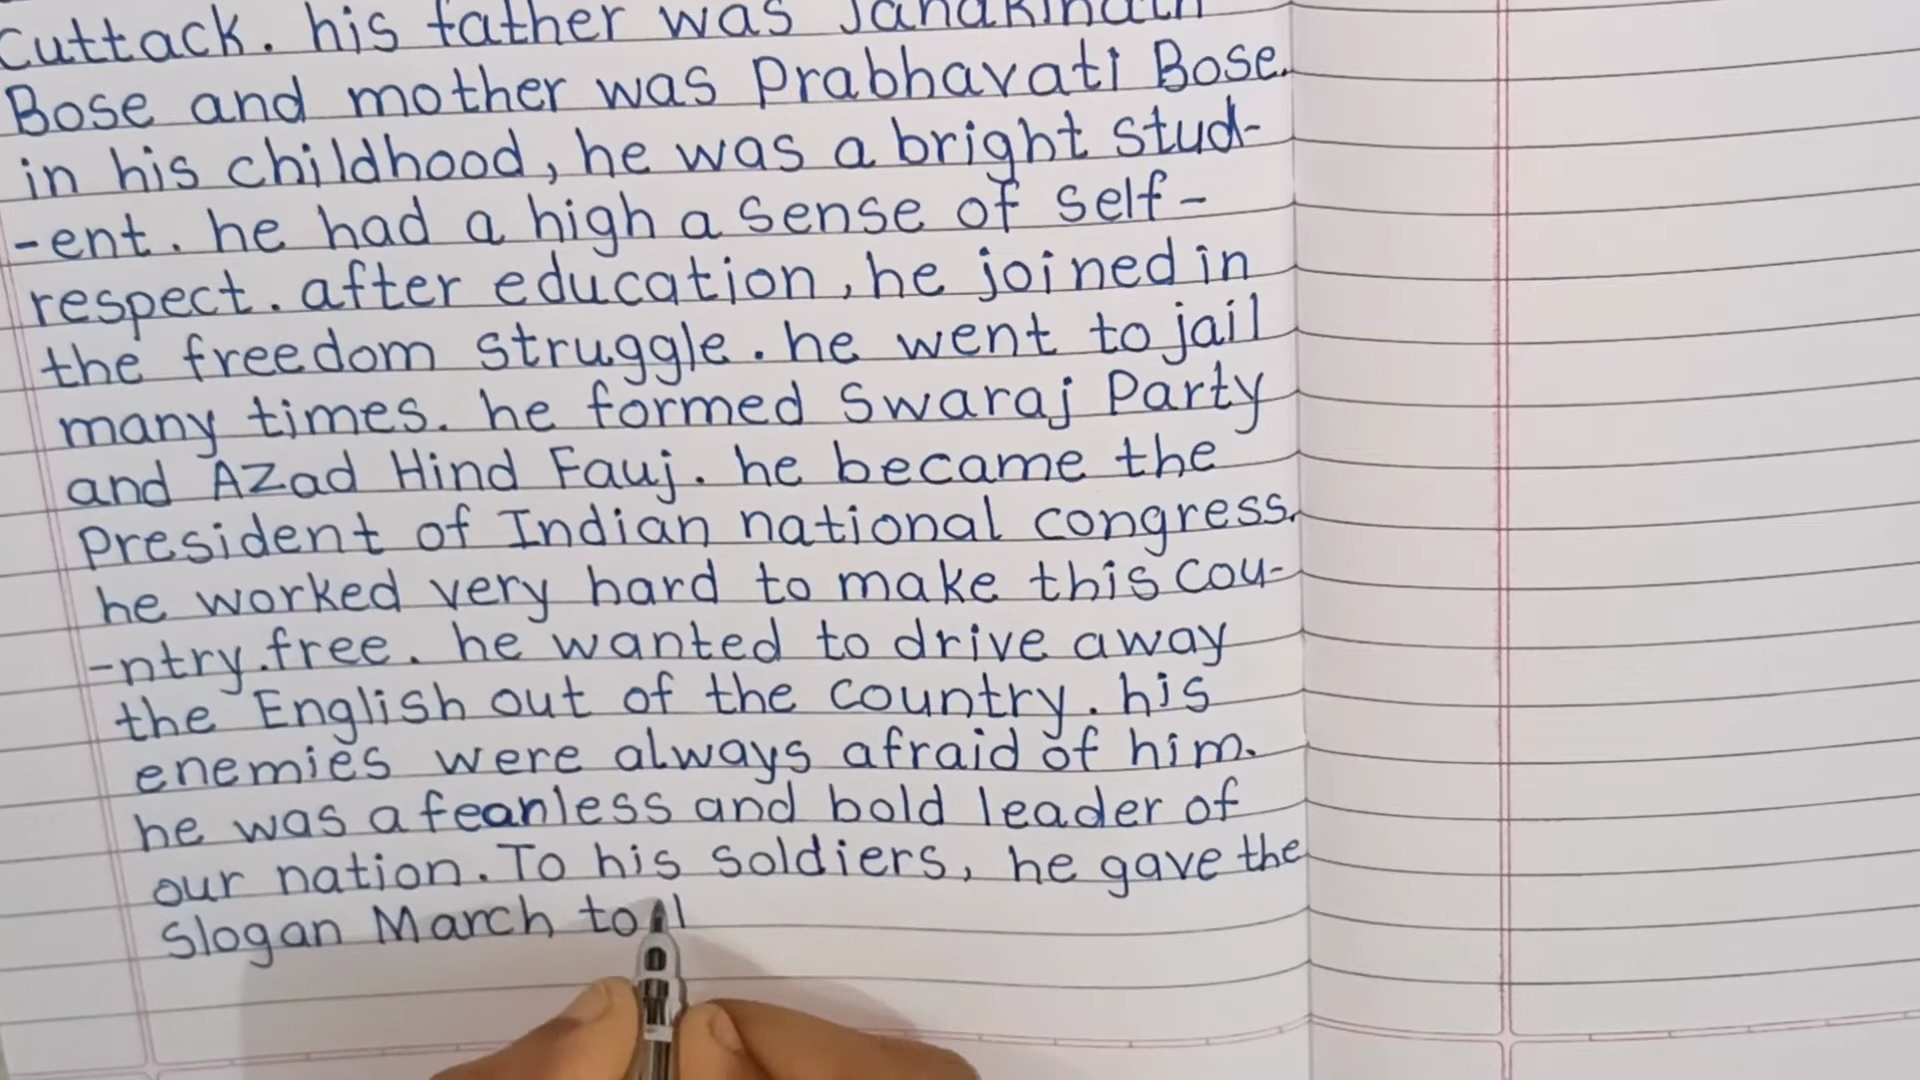 Cuttack. his father was Janakinath
Bose and mother was Prabhavati Bose.
in his childhood, he was a bright stud-
-ent. he had a high a sense of self-
respect. after education, he joined in
the freedom struggle. he went to jail
many times. he formed Swaraj Party
and AZad Hind Fauj. he became the
President of Indian national congress.
he worked very hard to make this cou-
-ntry.free. he wanted to drive away
the English out of the country. his
enemies were always afraid of him.
he was a feanless and bold leader of
our nation. To his soldiers, he gave the
Slogan March to